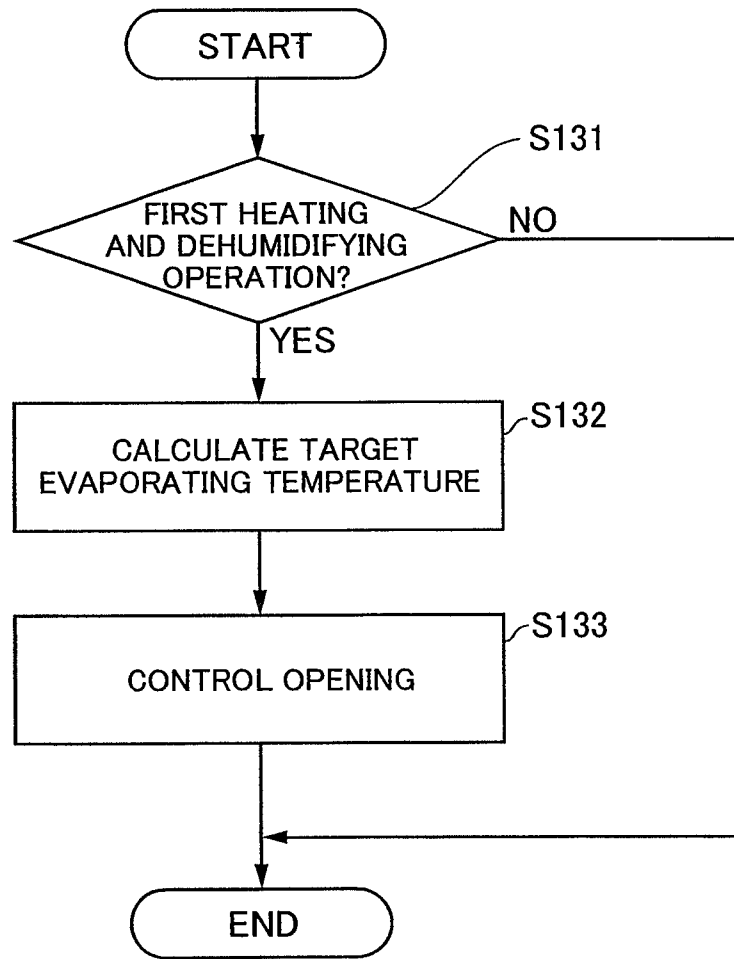 START
S131
FIRST HEATING
AND DEHUMIDIFYING
OPERATION?
NO
YES
S132
CALCULATE TARGET
EVAPORATING TEMPERATURE
S133
CONTROL OPENING
END